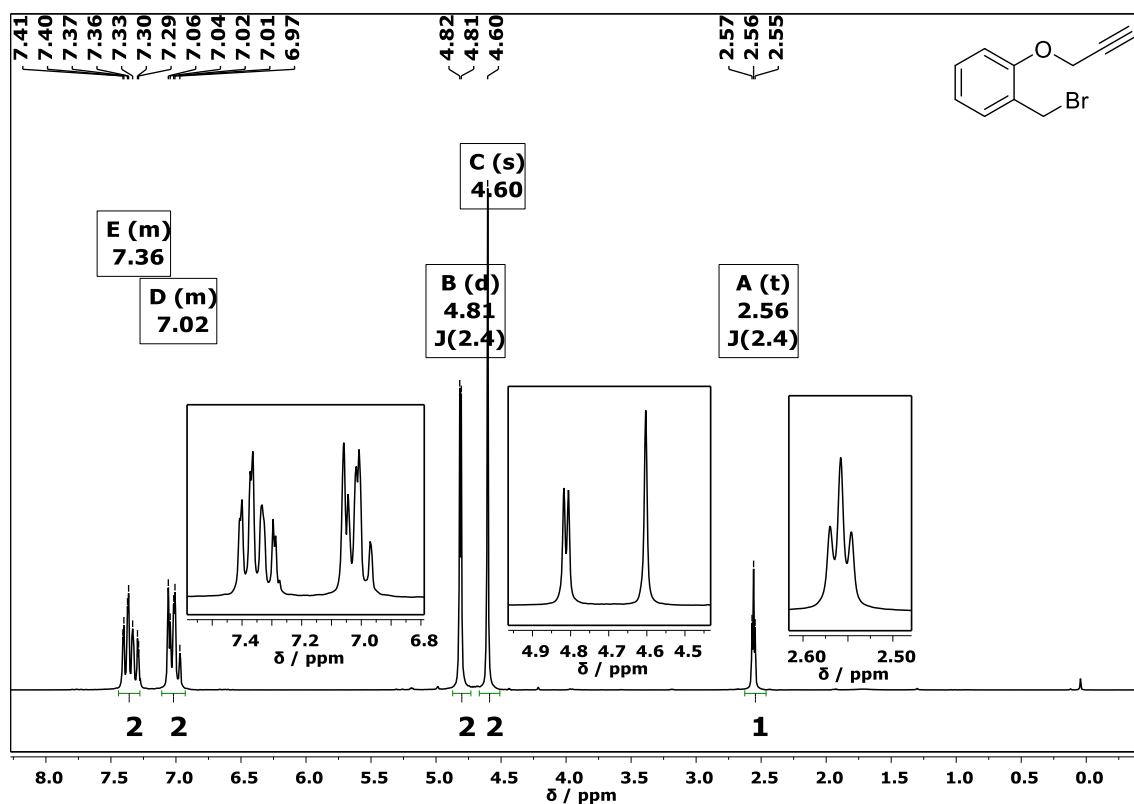 7.41
7.40
7.37
7.36
7.33
7.30
7.29
7.06
7.04
7.02
7.01
6.97
4.82
4.81
4.60
2.57
2.56
2.55
O
Br
C (s)
4.60
E (m)
7.36
D (m)
7.02
B (d)
4.81
J(2.4)
A (t)
2.56
J(2.4)
7.4 7.2 7.0 6.8
δ / ppm
4.9 4.8 4.7 4.6 4.5
δ / ppm
2.60 2.50
δ / ppm
2 2 2 2 1
8.0 7.5 7.0 6.5 6.0 5.5 5.0 4.5 4.0 3.5 3.0 2.5 2.0 1.5 1.0 0.5 0.0
δ / ppm